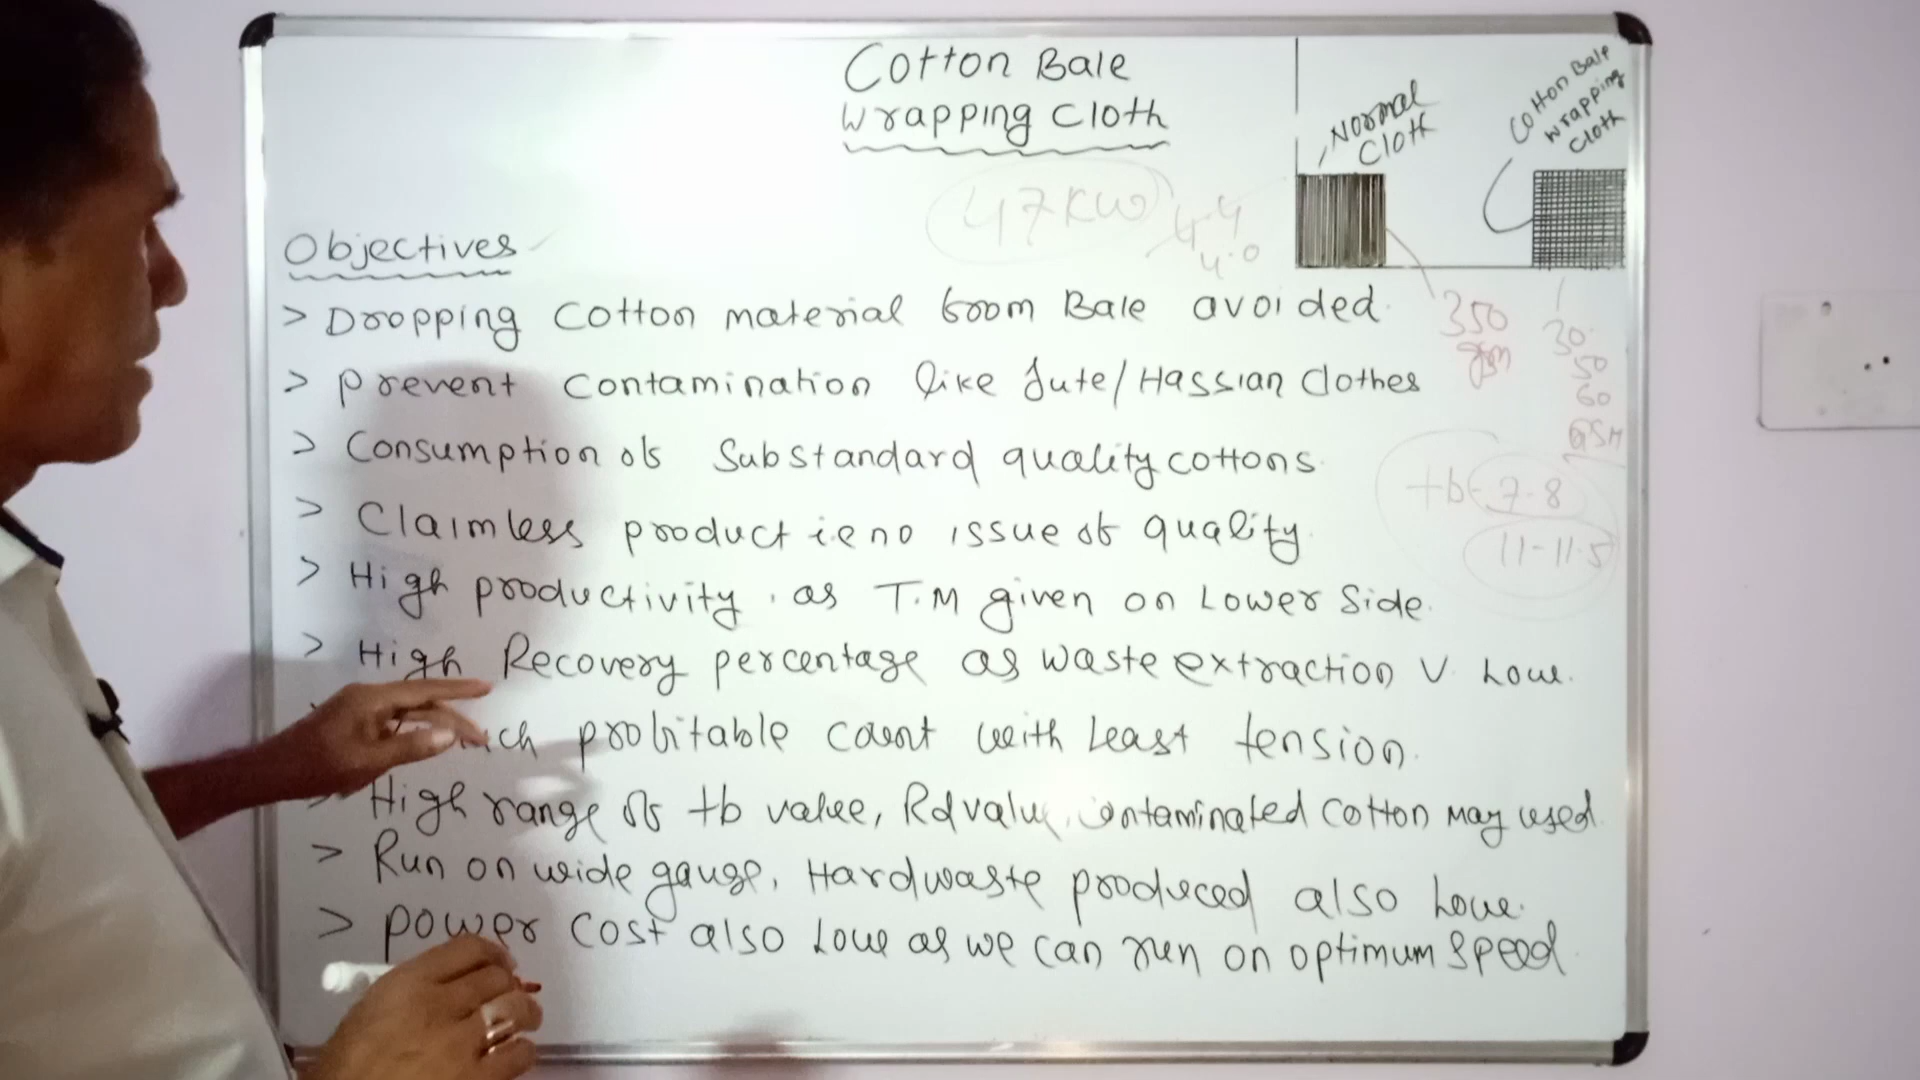 Cotton Bale
Wrapping Cloth
Normal
Cloth
Cotton Bale
Wrapping
Cloth
47 KW
4.4
4.0
Objectives
> Dropping Cotton material from Bale avoided.
350
gsm
30
50
60
GSM
> Prevent Contamination like Jute/Hassian Clothes
> Consumption of Substandard quality cottons.
+b 7.8
11-11.5
> Claimless product i.e no issue of quality.
> High productivity. as T.M given on Lower Side.
> High Recovery percentage as waste extraction V. Low.
profitable count with Least tension.
> High range of +b value, Rd value, Contaminated Cotton May used
> Run on wide gauge, Hardwaste produced also Low.
> Power Cost also Low as we can run on optimum speed.